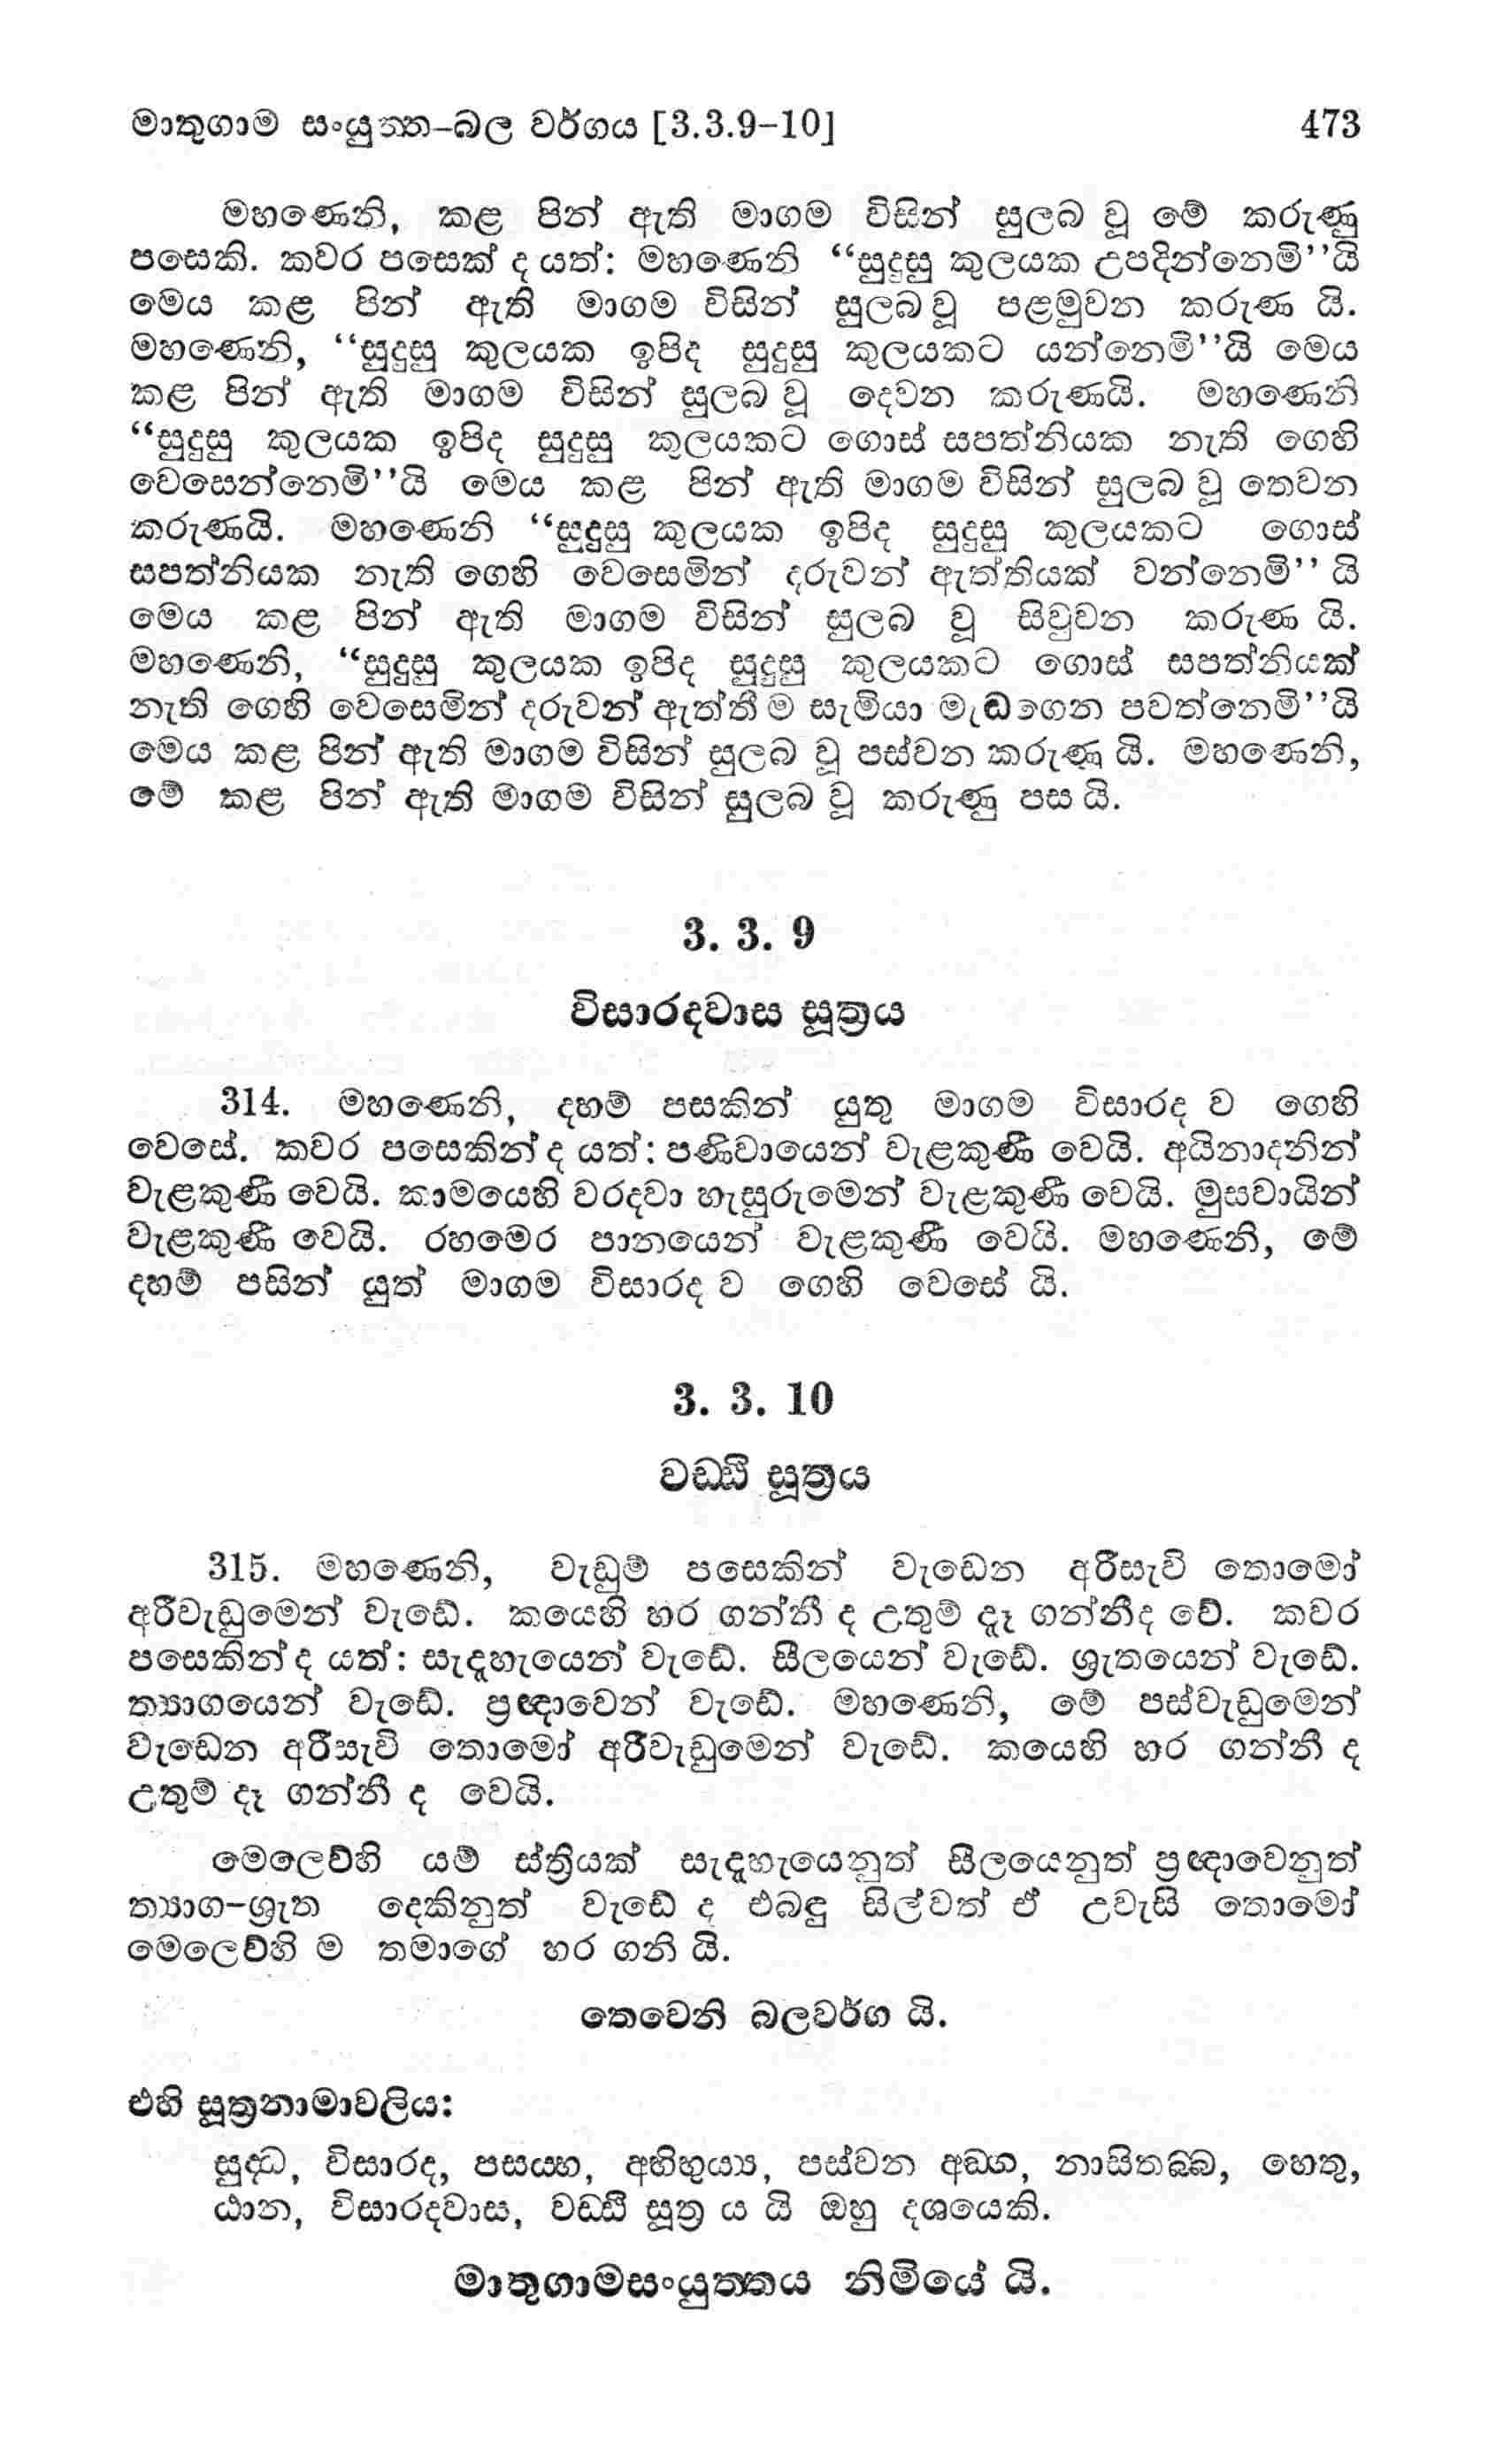 මාතුගාම සංයුත්ත-බල වර්ගය [3.3.9-10] 473
මහණෙනි, කළ පින් ඇති මාගම විසින් සුලබ වූ මේ කරුණු
පසෙකි. කවර පසෙක් ද යත්: මහණෙනි “සුදුසු කුලයක උපදින්නෙමි”යි
මෙය කළ පින් ඇති මාගම විසින් සුලබ වූ පළමුවන කරුණ යි.
මහණෙනි, “සුදුසු කුලයක ඉපිද සුදුසු කුලයකට යන්නෙමි”යි මෙය
කළ පින් ඇති මාගම විසින් සුලබ වූ දෙවන කරුණයි. මහණෙනි
“සුදුසු කුලයක ඉපිද සුදුසු කුලයකට ගොස් සපත්නියක නැති ගෙහි
වෙසෙන්නෙමි”යි මෙය කළ පින් ඇති මාගම විසින් සුලබ වූ තෙවන
කරුණයි. මහණෙනි “සුදුසු කුලයක ඉපිද සුදුසු කුලයකට ගොස්
සපත්නියක නැති ගෙහි වෙසෙමින් දරුවන් ඇත්තියක් වන්නෙමි” යි
මෙය කළ පින් ඇති මාගම විසින් සුලබ වූ සිවුවන කරුණ යි.
මහණෙනි, “සුදුසු කුලයක ඉපිද සුදුසු කුලයකට ගොස් සපත්නියක්
නැති ගෙහි වෙසෙමින් දරුවන් ඇත්තී ම සැමියා මැඬගෙන පවත්නෙමි”යි
මෙය කළ පින් ඇති මාගම විසින් සුලබ වූ පස්වන කරුණු යි. මහණෙනි,
මේ කළ පින් ඇති මාගම විසින් සුලබ වූ කරුණු පස යි.
3. 3. 9
විසාරදවාස සූත්‍රය
314. මහණෙනි, දහම් පසකින් යුතු මාගම විසාරද ව ගෙහි
වෙසේ. කවර පසෙකින් ද යත්: පණිවායෙන් වැළකුණී වෙයි. අයිනාදනින්
වැළකුණී වෙයි. කාමයෙහි වරදවා හැසුරුමෙන් වැළකුණී වෙයි. මුසවායින්
වැළකුණී වෙයි. රහමෙර පානයෙන් වැළකුණී වෙයි. මහණෙනි, මේ
දහම් පසින් යුත් මාගම විසාරද ව ගෙහි වෙසේ යි.
3. 3. 10
වඩ්ඪි සූත්‍රය
315. මහණෙනි, වැඩුම් පසෙකින් වැඩෙන අරීසැවි තොමෝ
අරීවැඩුමෙන් වැඩේ. කයෙහි හර ගන්නී ද උතුම් දෑ ගන්නීද වේ. කවර
පසෙකින් ද යත්: සැදැහැයෙන් වැඩේ. සීලයෙන් වැඩේ. ශ්‍රුතයෙන් වැඩේ.
ත්‍යාගයෙන් වැඩේ. ප්‍රඥාවෙන් වැඩේ. මහණෙනි, මේ පස්වැඩුමෙන්
වැඩෙන අරීසැවි තොමෝ අරීවැඩුමෙන් වැඩේ. කයෙහි හර ගන්නී ද
උතුම් දෑ ගන්නී ද වෙයි.
මෙලෙව්හි යම් ස්ත්‍රියක් සැදැහැයෙනුත් සීලයෙනුත් ප්‍රඥාවෙනුත්
ත්‍යාග-ශ්‍රුත දෙකිනුත් වැඩේ ද එබඳු සිල්වත් ඒ උවැසි තොමෝ
මෙලෙව්හි ම තමාගේ හර ගනි යි.
තෙවෙනි බලවර්ග යි.
එහි සූත්‍රනාමාවලිය:
සුද්ධ, විසාරද, පසය්හ, අභිභුය්‍ය, පස්වන අඞ්ග, නාසිතබ්බ, හෙතු,
ඨාන, විසාරදවාස, වඩ්ඪි සූත්‍ර ය යි ඔහු දශයෙකි.
මාතුගාමසංයුත්තය නිමියේ යි.